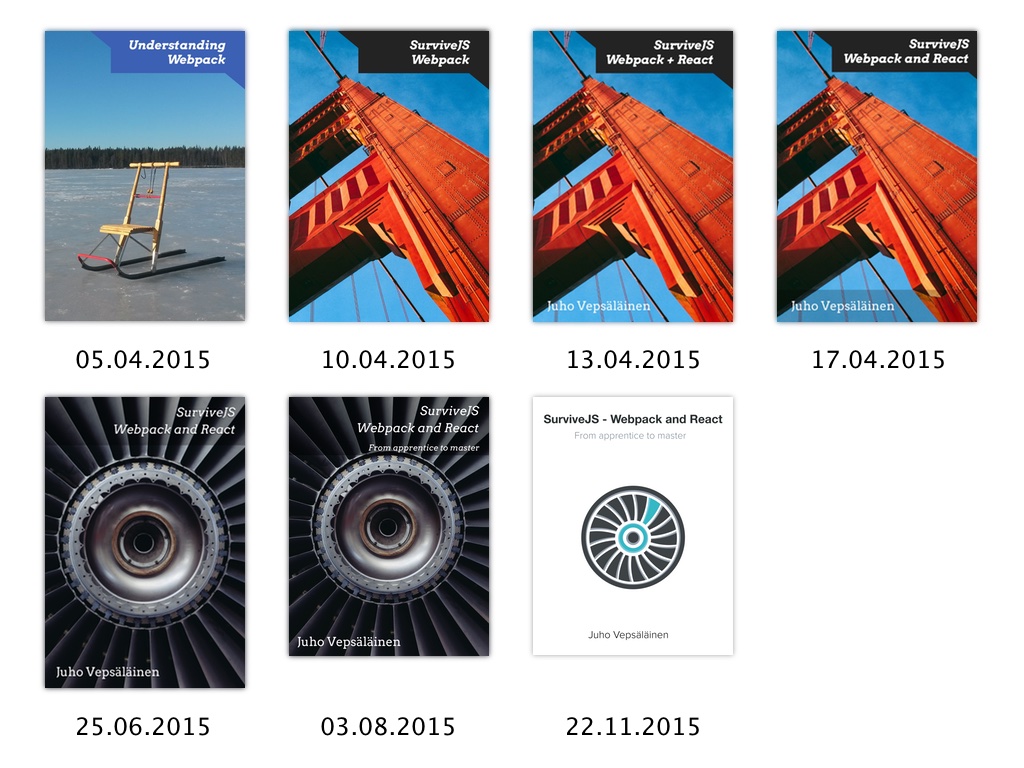 Understanding
Webpack
SurviveJS
Webpack
SurviveJS
Webpack + React
Juho Vepsäläinen
SurviveJS
Webpack and React
Juho Vepsäläinen
05.04.2015
10.04.2015
13.04.2015
17.04.2015
SurviveJS
Webpack and React
Juho Vepsäläinen
SurviveJS
Webpack and React
From apprentice to master
Juho Vepsäläinen
SurviveJS - Webpack and React
From apprentice to master
Juho Vepsäläinen
25.06.2015
03.08.2015
22.11.2015